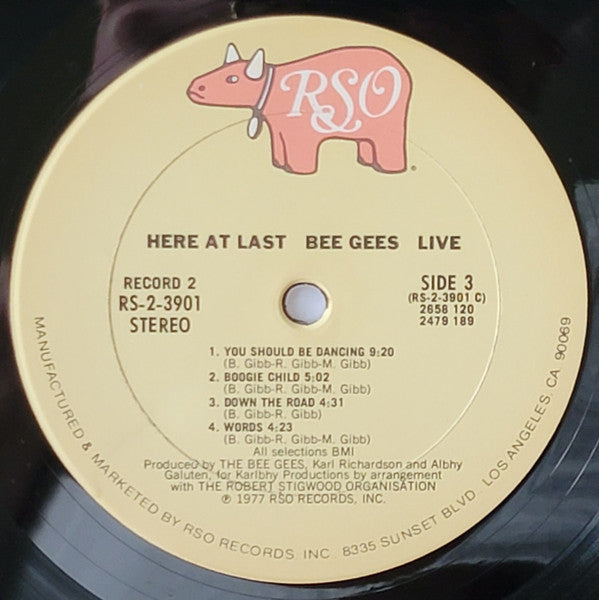 RSO
HERE AT LAST BEE GEES LIVE
RECORD 2
RS-2-3901
STEREO
SIDE 3
(RS-2-3901 C)
2658 120
2479 189
1. YOU SHOULD BE DANCING 9:20
(B. Gibb-R. Gibb-M. Gibb)
2. BOOGIE CHILD 5:02
(B. Gibb-R. Gibb-M. Gibb)
3. DOWN THE ROAD 4:31
(B. Gibb-R. Gibb)
4. WORDS 4:23
(B. Gibb-R. Gibb-M. Gibb)
All selections BMI
Produced by THE BEE GEES, Karl Richardson and Albhy
Galuten, for Karlbhy Productions by arrangement
with THE ROBERT STIGWOOD ORGANISATION
℗ 1977 RSO RECORDS, INC.
MANUFACTURED & MARKETED BY RSO RECORDS, INC. 8335 SUNSET BLVD. LOS ANGELES, CA. 90069